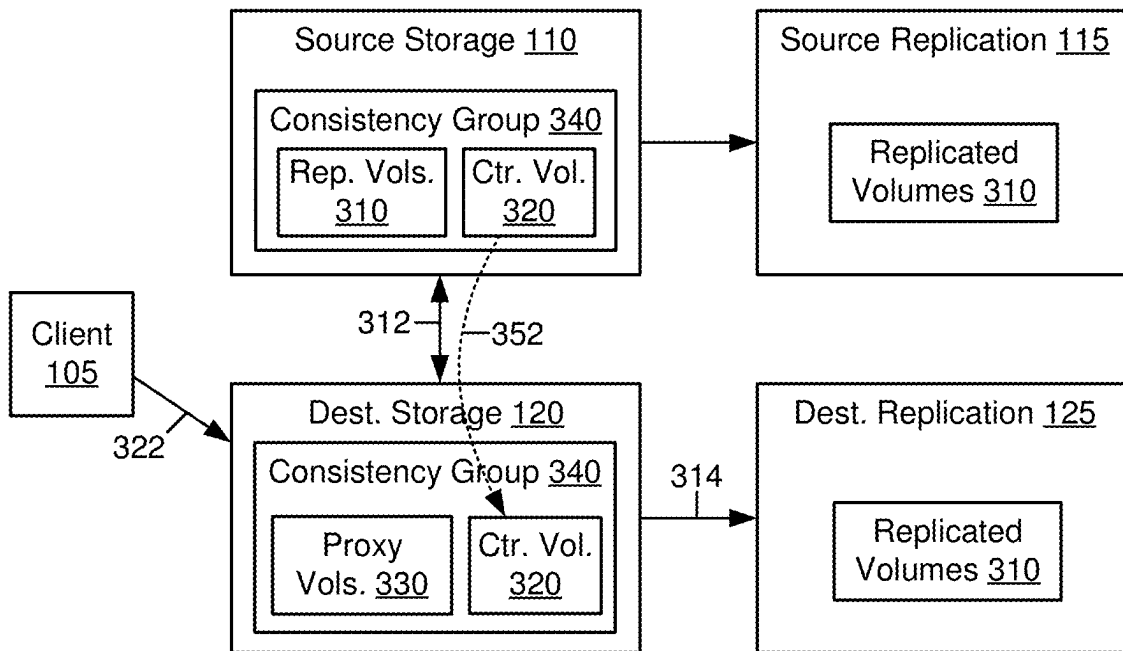 Source Storage 110
Consistency Group 340
Rep. Vols.
310
Ctr. Vol.
320
Source Replication 115
Replicated
Volumes 310
Client
105
312
352
322
Dest. Storage 120
Consistency Group 340
Proxy
Vols. 330
Ctr. Vol.
320
314
Dest. Replication 125
Replicated
Volumes 310